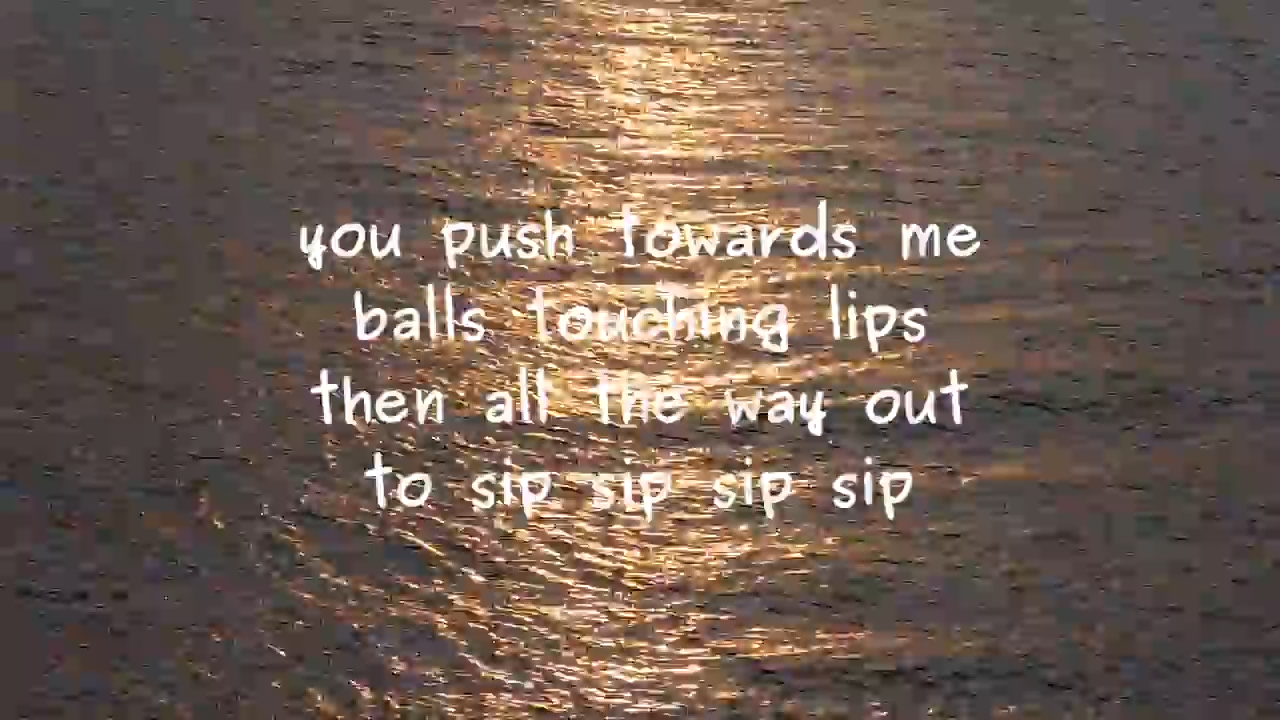 you push towards me
balls touching lips
then all the way out
to sip sip sip sip